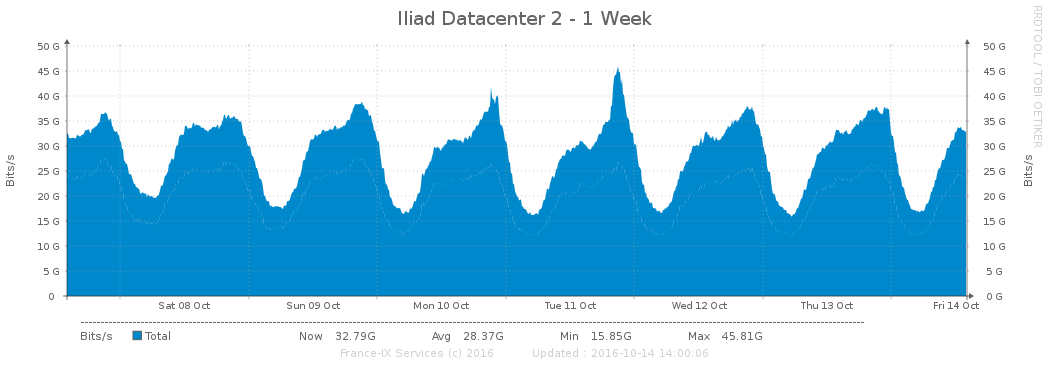 Iliad Datacenter 2 - 1 Week
RRDTOOL / TOBI OETIKER
Bits/s
50 G 50 G
45 G 45 G
40 G 40 G
35 G 35 G
30 G 30 G
25 G 25 G
20 G 20 G
15 G 15 G
10 G 10 G
5 G 5 G
0 0 G
Bits/s
Sat 08 Oct Sun 09 Oct Mon 10 Oct Tue 11 Oct Wed 12 Oct Thu 13 Oct Fri 14 Oct
Bits/s Total Now 32.79G Avg 28.37G Min 15.85G Max 45.81G
France-IX Services (c) 2016 Updated : 2016-10-14 14:00:06